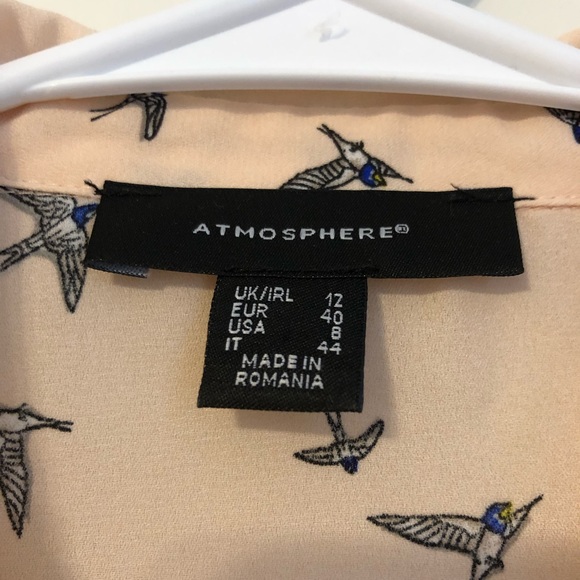 ATMOSPHERE®
UK/IRL 12
EUR 40
USA 8
IT 44
MADE IN
ROMANIA